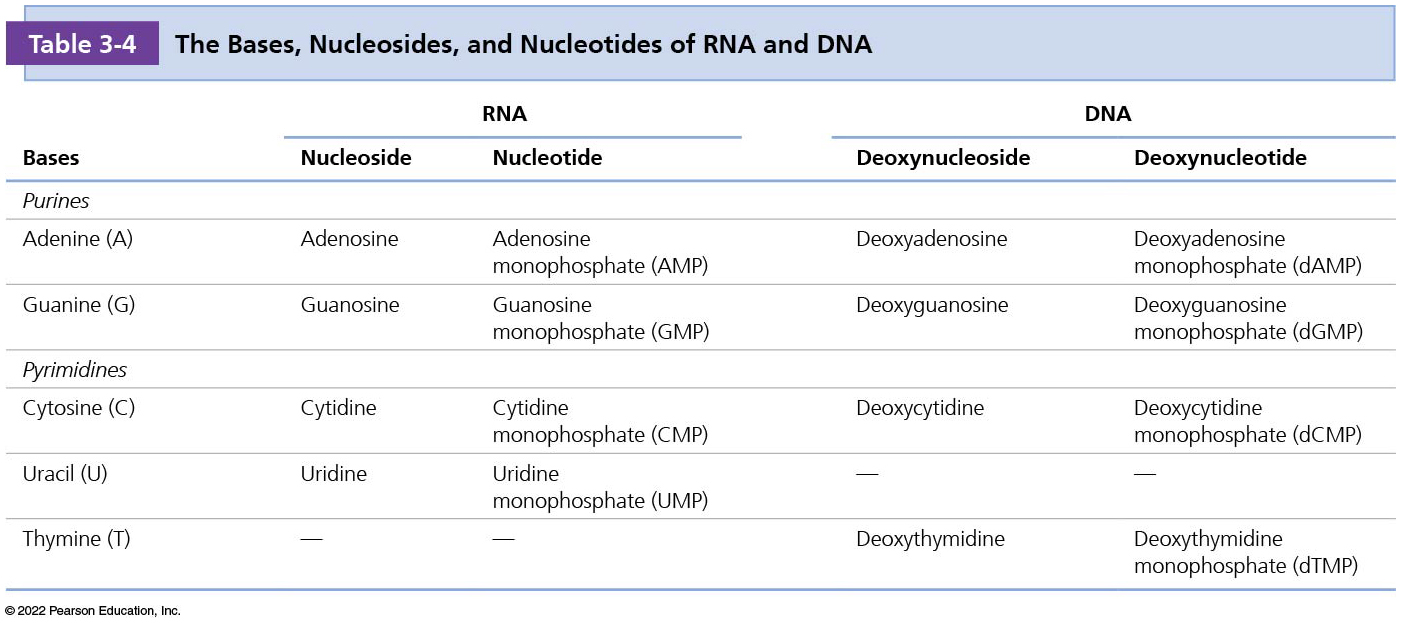 Table 3-4 The Bases, Nucleosides, and Nucleotides of RNA and DNA
RNA DNA
Bases Nucleoside Nucleotide Deoxynucleoside Deoxynucleotide
Purines
Adenine (A) Adenosine Adenosine Deoxyadenosine Deoxyadenosine
monophosphate (AMP) monophosphate (dAMP)
Guanine (G) Guanosine Guanosine Deoxyguanosine Deoxyguanosine
monophosphate (GMP) monophosphate (dGMP)
Pyrimidines
Cytosine (C) Cytidine Cytidine Deoxycytidine Deoxycytidine
monophosphate (CMP) monophosphate (dCMP)
Uracil (U) Uridine Uridine — —
monophosphate (UMP)
Thymine (T) — — Deoxythymidine Deoxythymidine
monophosphate (dTMP)
© 2022 Pearson Education, Inc.